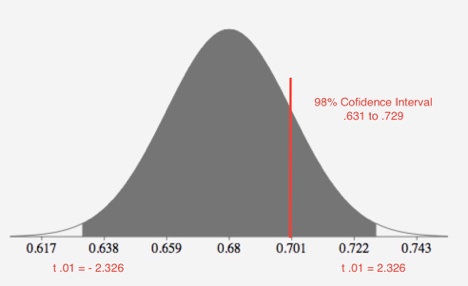 98% Cofidence Interval
.631 to .729
0.617 0.638 0.659 0.68 0.701 0.722 0.743
t .01 = - 2.326 t .01 = 2.326